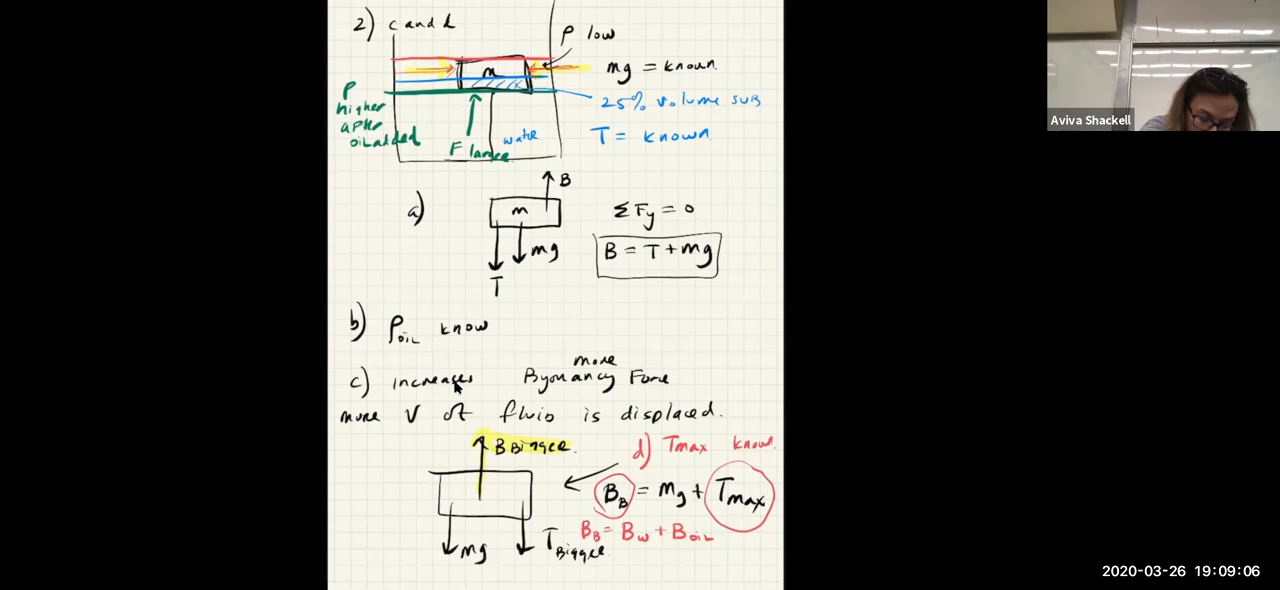 2) c and d
P low
mg = known
m
P
higher
after
oil added
25% volume sub
T = known
F larger
water
a)
B
m
mg
T
ΣFy = 0
B = T + mg
b) ρOIL know
c) increases more Byouancy Force
more V of fluid is displaced.
B Bigger.
d) Tmax known
BB = mg + Tmax
BB = BW + BOIL
mg
T Bigger
Aviva Shackell
2020-03-26 19:09:06